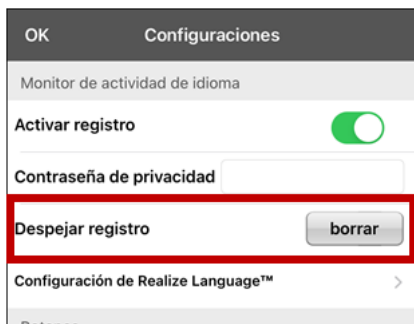 OK Configuraciones
Monitor de actividad de idioma
Activar registro
Contraseña de privacidad
Despejar registro borrar
Configuración de Realize Language™